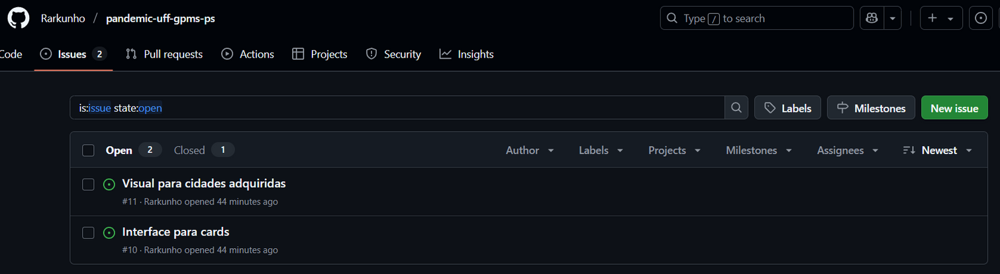 Rarkunho / pandemic-uff-gpms-ps Type / to search
Code Issues 2 Pull requests Actions Projects Security Insights
is:issue state:open Labels Milestones New issue
Open 2 Closed 1 Author Labels Projects Milestones Assignees Newest
Visual para cidades adquiridas
#11 · Rarkunho opened 44 minutes ago
Interface para cards
#10 · Rarkunho opened 44 minutes ago